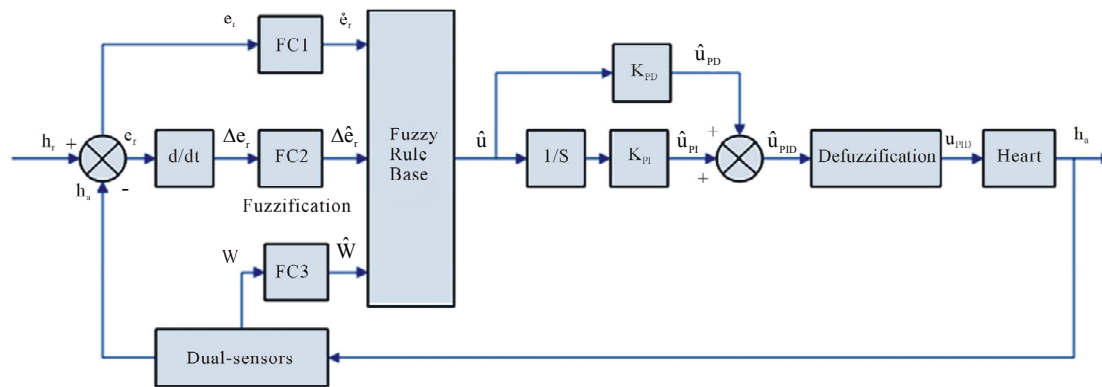 e_r
FC1
ė_r
K_PD
û_PD
h_r
+
e_r
d/dt
Δe_r
FC2
Δê_r
Fuzzy
Rule
Base
û
1/S
K_PI
û_PI
+
+
û_PID
Defuzzification
u_PID
Heart
h_a
h_a
-
Fuzzification
W
FC3
Ŵ
Dual-sensors